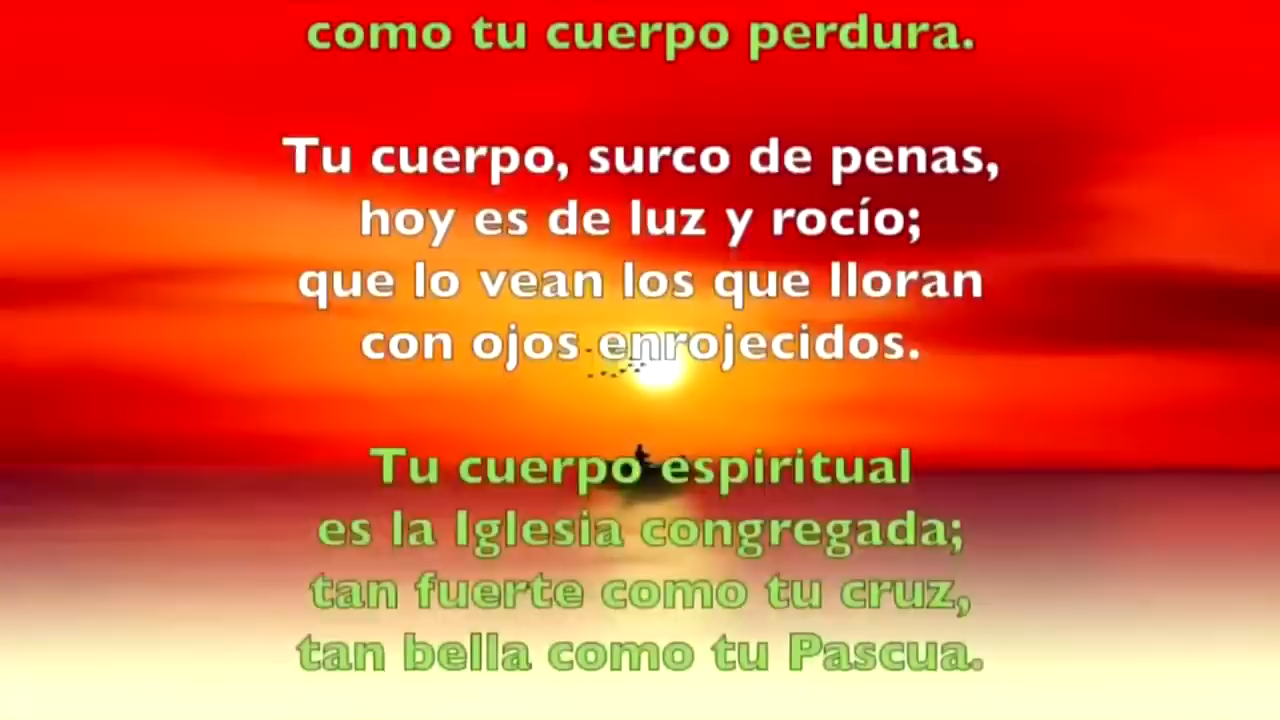 como tu cuerpo perdura.
Tu cuerpo, surco de penas,
hoy es de luz y rocío;
que lo vean los que lloran
con ojos enrojecidos.
Tu cuerpo espiritual
es la Iglesia congregada;
tan fuerte como tu cruz,
tan bella como tu Pascua.